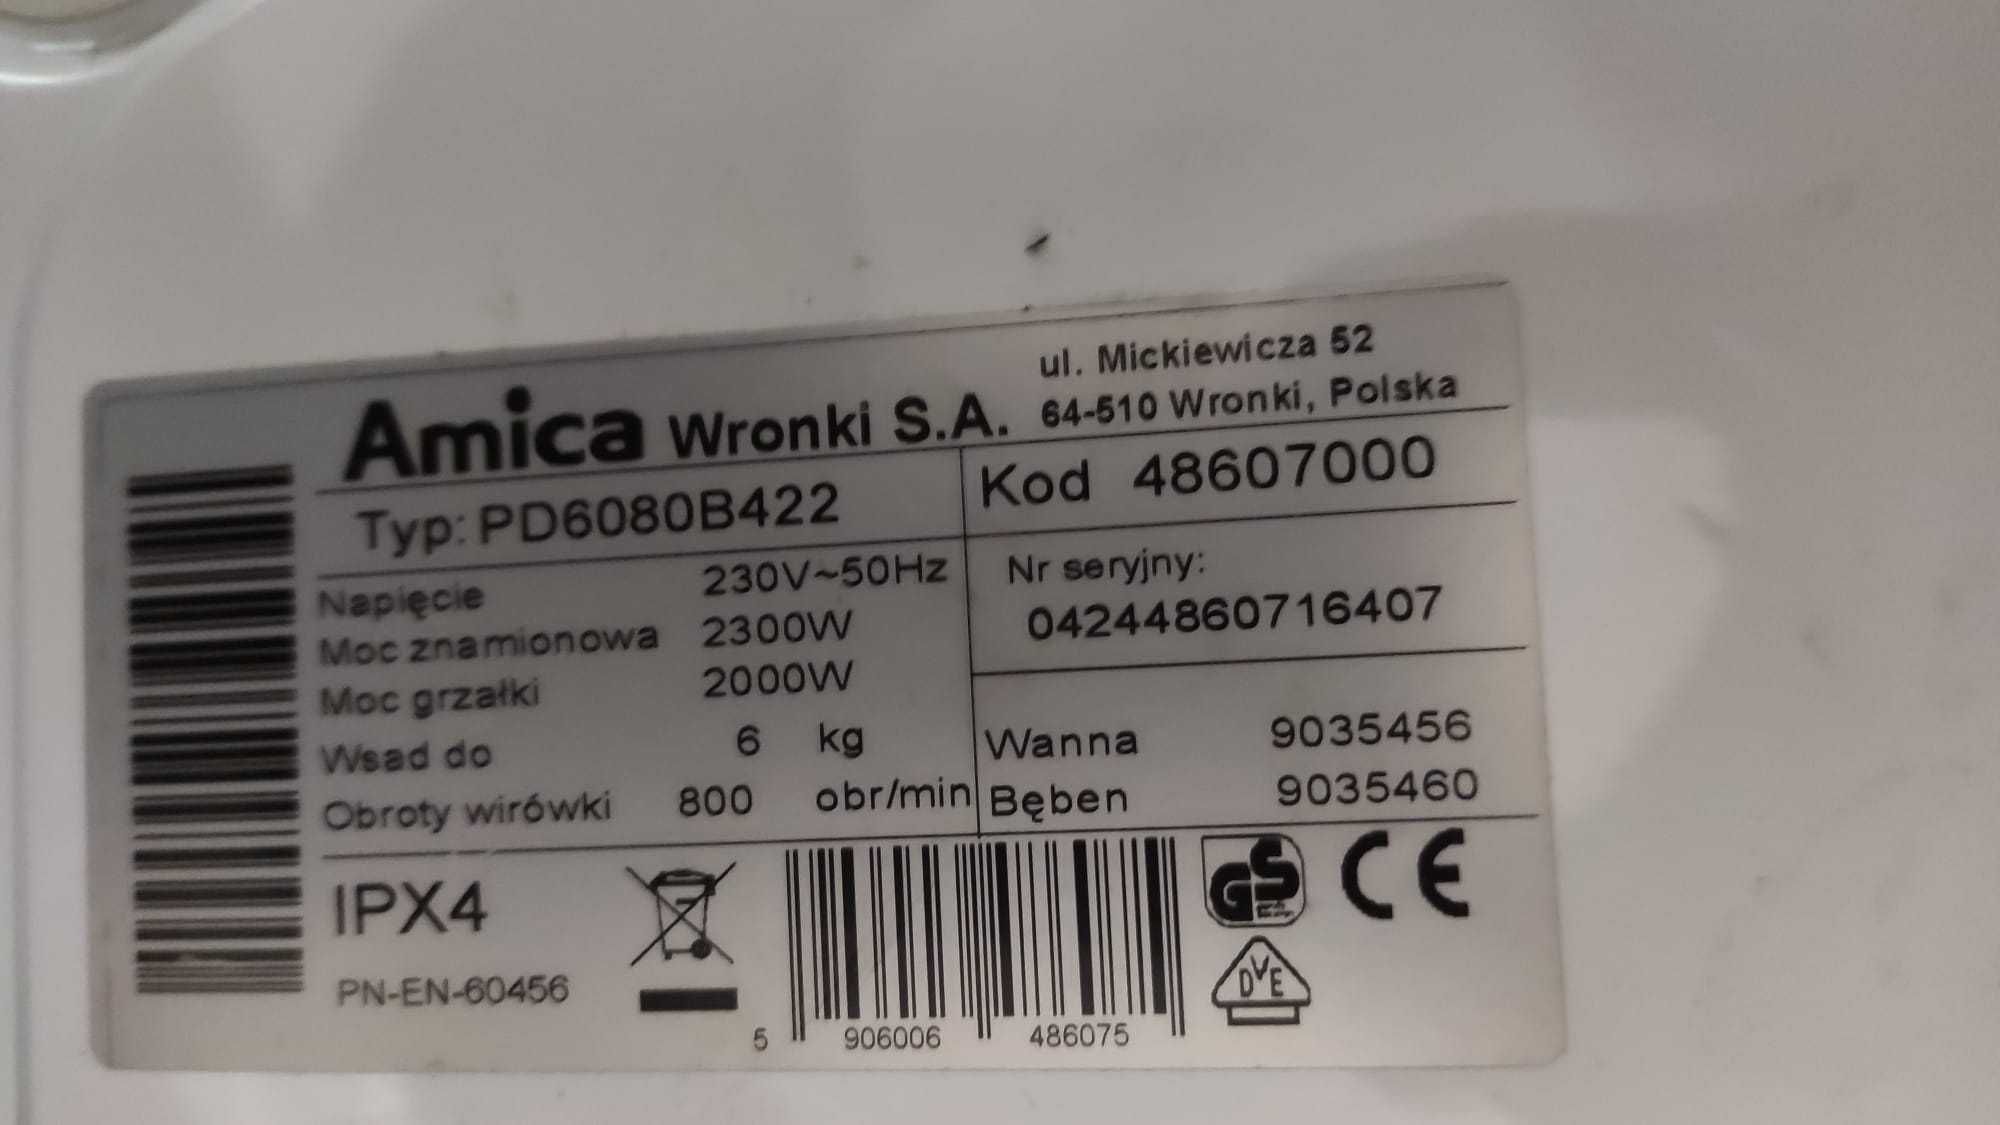 Amica Wronki S.A.
ul. Mickiewicza 52
64-510 Wronki, Polska
Typ: PD6080B422
Kod 48607000
Napięcie 230V~50Hz
Moc znamionowa 2300W
Moc grzałki 2000W
Wsad do 6 kg
Obroty wirówki 800 obr/min
Nr seryjny:
04244860716407
Wanna 9035456
Bęben 9035460
IPX4
PN-EN-60456
5 906006 486075
GS
CE
DVE